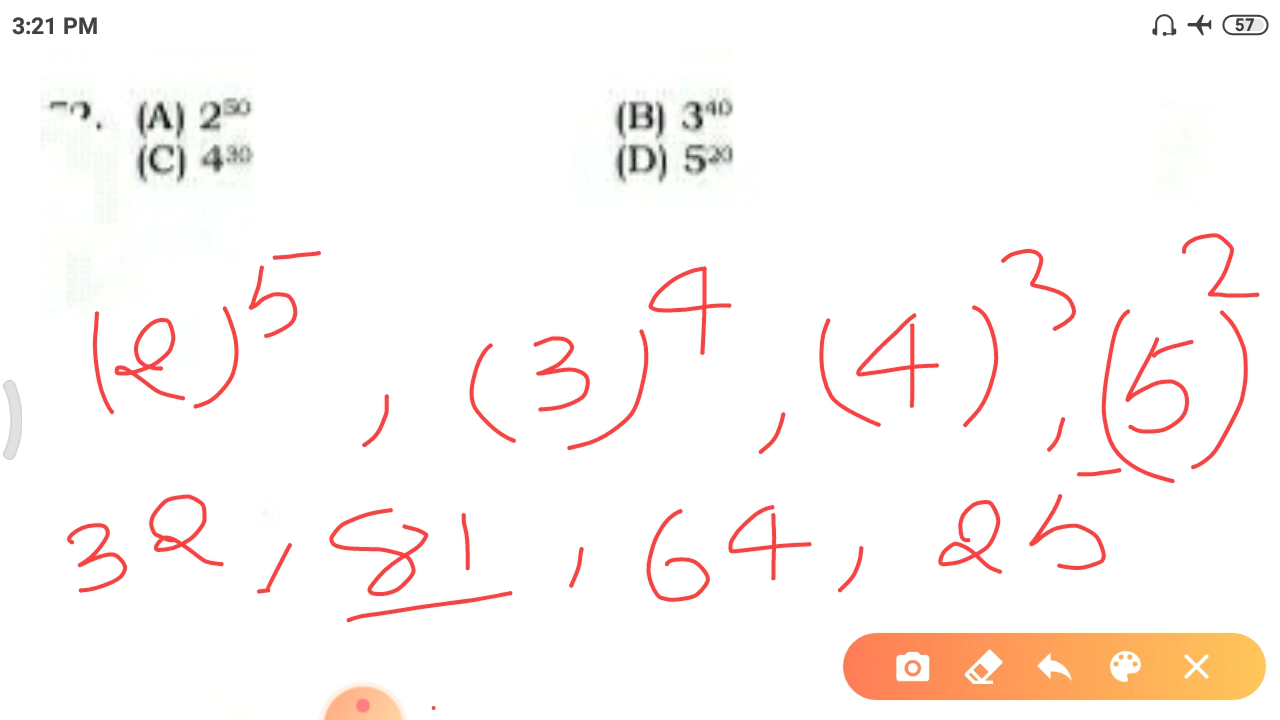 3:21 PM 57
(A) 2⁵⁰ (B) 3⁴⁰
(C) 4³⁰ (D) 5²⁰
(2)⁵, (3)⁴, (4)³, (5)²
32, 81, 64, 25